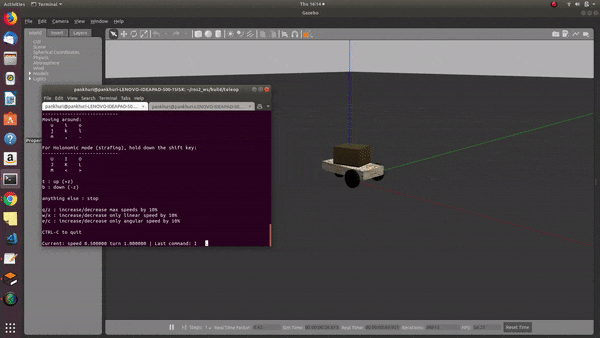 Activities
Terminal
Thu 14:14
Gazebo
File Edit Camera View Window Help
World Insert Layers
GUI
Scene
Spherical Coordinates
Physics
Atmosphere
Wind
Models
Lights
pankhuri@pankhuri-LENOVO-IDEAPAD-500-15ISK: ~/ros2_ws/build/teleop
File Edit View Search Terminal Tabs Help
pankhuri@pankhuri-LENOVO-IDEAPAD-50...
pankhuri@pankhuri-LENOVO-IDEAPAD-50...
---------------------------
Moving around:
u i o
j k l
m , .
For Holonomic mode (strafing), hold down the shift key:
---------------------------
U I O
J K L
M < >
t : up (+z)
b : down (-z)
anything else : stop
q/z : increase/decrease max speeds by 10%
w/x : increase/decrease only linear speed by 10%
e/c : increase/decrease only angular speed by 10%
CTRL-C to quit
Current: speed 0.500000 turn 1.000000 | Last command: I
Steps: Real Time Factor: Sim Time: Real Time: Iterations: FPS: Reset Time